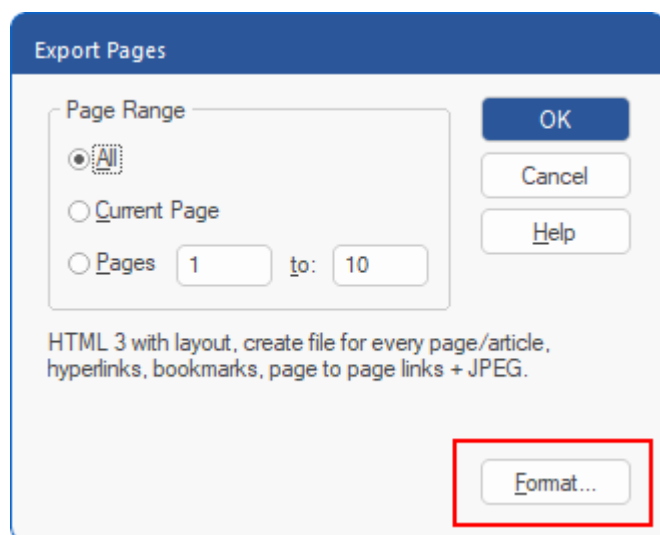 Export Pages
Page Range
All
Current Page
Pages 1 to: 10
OK
Cancel
Help
HTML 3 with layout, create file for every page/article,
hyperlinks, bookmarks, page to page links + JPEG.
Format...